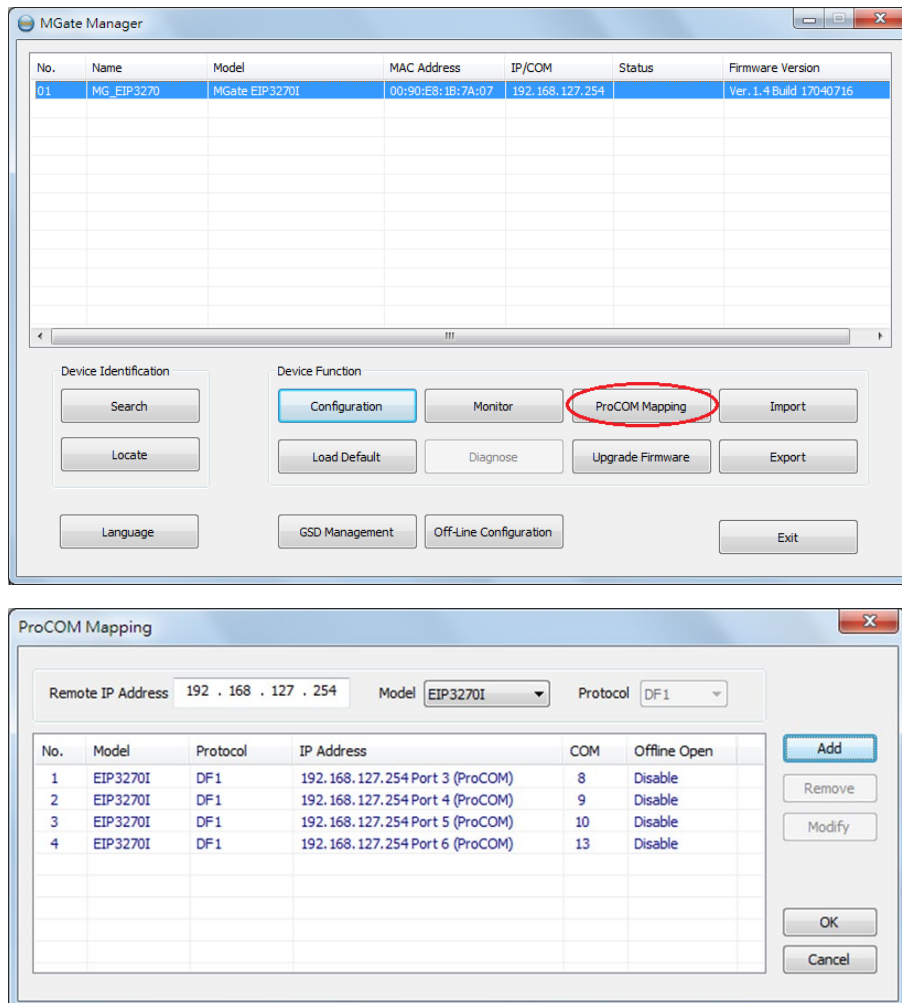 MGate Manager
No. Name Model MAC Address IP/COM Status Firmware Version
01 MG_EIP3270 MGate EIP3270I 00:90:E8:1B:7A:07 192.168.127.254 Ver.1.4 Build 17040716
Device Identification Device Function
Search Configuration Monitor ProCOM Mapping Import
Locate Load Default Diagnose Upgrade Firmware Export
Language GSD Management Off-Line Configuration Exit
ProCOM Mapping
Remote IP Address 192 . 168 . 127 . 254 Model EIP3270I Protocol DF1
No. Model Protocol IP Address COM Offline Open Add
1 EIP3270I DF1 192.168.127.254 Port 3 (ProCOM) 8 Disable
Remove
2 EIP3270I DF1 192.168.127.254 Port 4 (ProCOM) 9 Disable
3 EIP3270I DF1 192.168.127.254 Port 5 (ProCOM) 10 Disable
Modify
4 EIP3270I DF1 192.168.127.254 Port 6 (ProCOM) 13 Disable
OK
Cancel